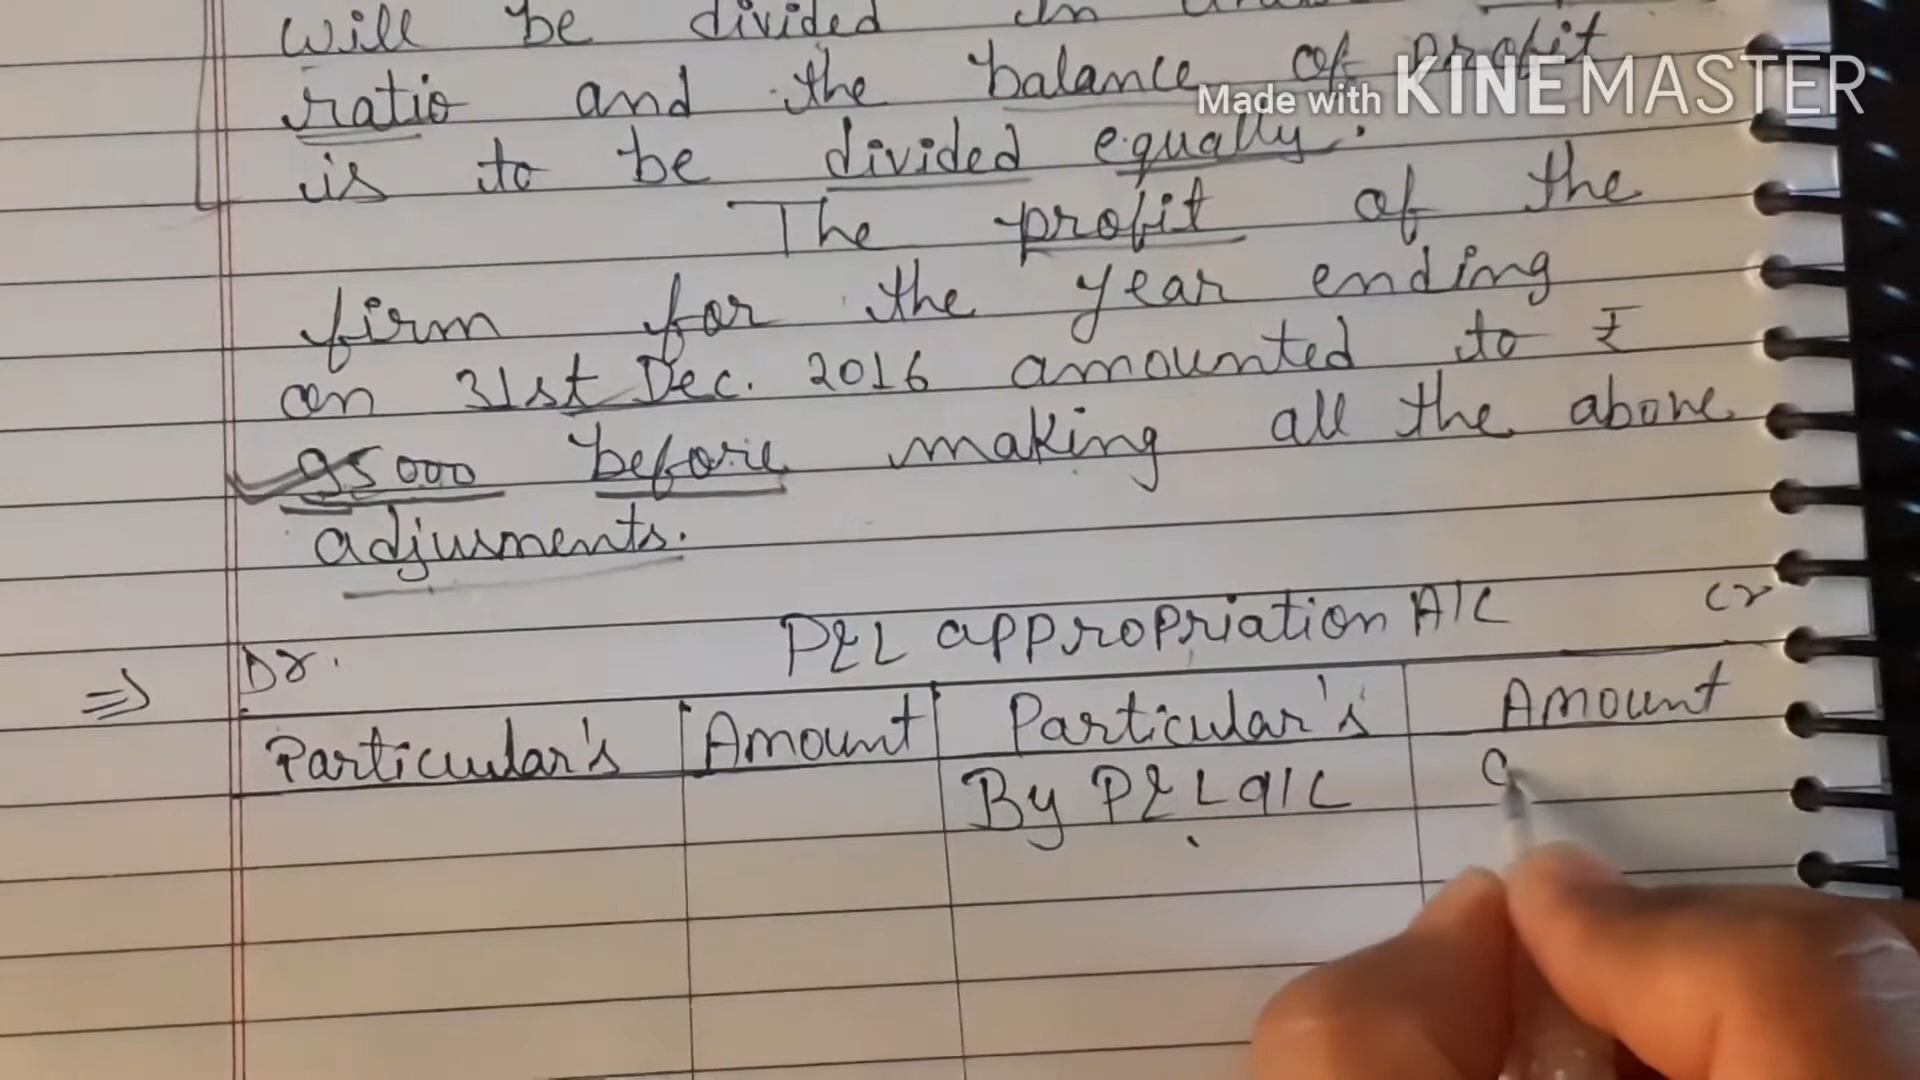 will be divided in
ratio and the balance of profit
Made with KINEMASTER
is to be divided equally.
The profit of the
firm for the year ending
on 31st Dec. 2016 amounted to ₹
95000 before making all the above
adjusments.
Dr. P&L appropriation A/C Cr
Particular's Amount Particular's Amount
By P&L a/c